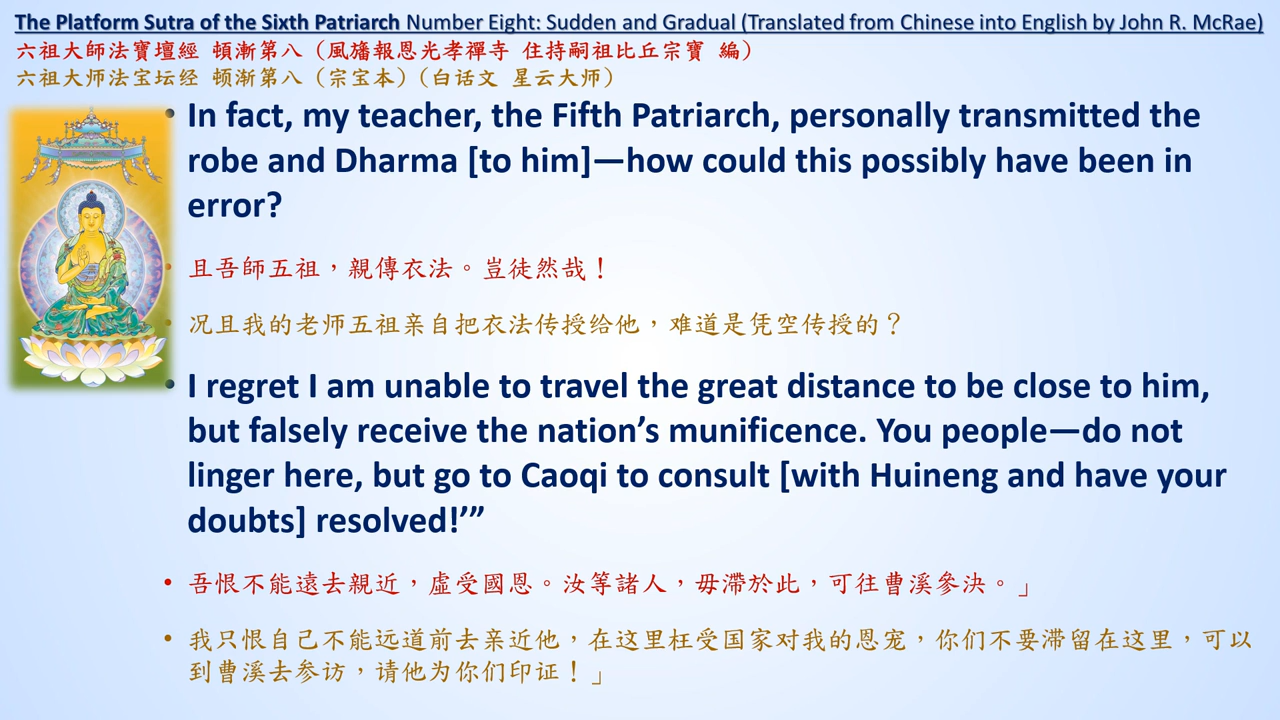 The Platform Sutra of the Sixth Patriarch Number Eight: Sudden and Gradual (Translated from Chinese into English by John R. McRae)
六祖大師法寶壇經 頓漸第八（風旛報恩光孝禪寺 住持嗣祖比丘宗寶 編）
六祖大师法宝坛经 顿渐第八（宗宝本）（白话文 星云大师）
• In fact, my teacher, the Fifth Patriarch, personally transmitted the
robe and Dharma [to him]—how could this possibly have been in
error?
• 且吾師五祖，親傳衣法。豈徒然哉！
• 况且我的老师五祖亲自把衣法传授给他，难道是凭空传授的？
• I regret I am unable to travel the great distance to be close to him,
but falsely receive the nation’s munificence. You people—do not
linger here, but go to Caoqi to consult [with Huineng and have your
doubts] resolved!’”
• 吾恨不能遠去親近，虛受國恩。汝等諸人，毋滯於此，可往曹溪參決。」
• 我只恨自己不能远道前去亲近他，在这里枉受国家对我的恩宠，你们不要滞留在这里，可以
到曹溪去参访，请他为你们印证！」